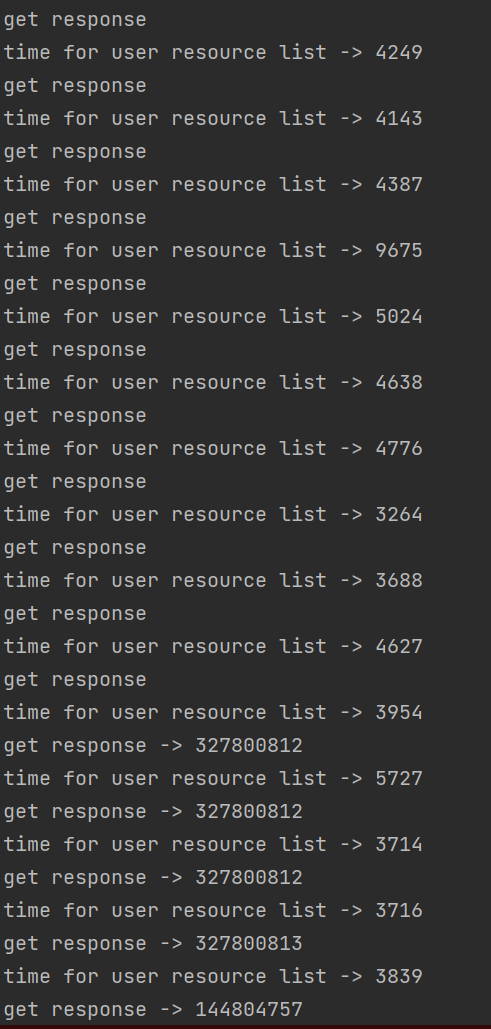 get response
time for user resource list -> 4249
get response
time for user resource list -> 4143
get response
time for user resource list -> 4387
get response
time for user resource list -> 9675
get response
time for user resource list -> 5024
get response
time for user resource list -> 4638
get response
time for user resource list -> 4776
get response
time for user resource list -> 3264
get response
time for user resource list -> 3688
get response
time for user resource list -> 4627
get response
time for user resource list -> 3954
get response -> 327800812
time for user resource list -> 5727
get response -> 327800812
time for user resource list -> 3714
get response -> 327800812
time for user resource list -> 3716
get response -> 327800813
time for user resource list -> 3839
get response -> 144804757